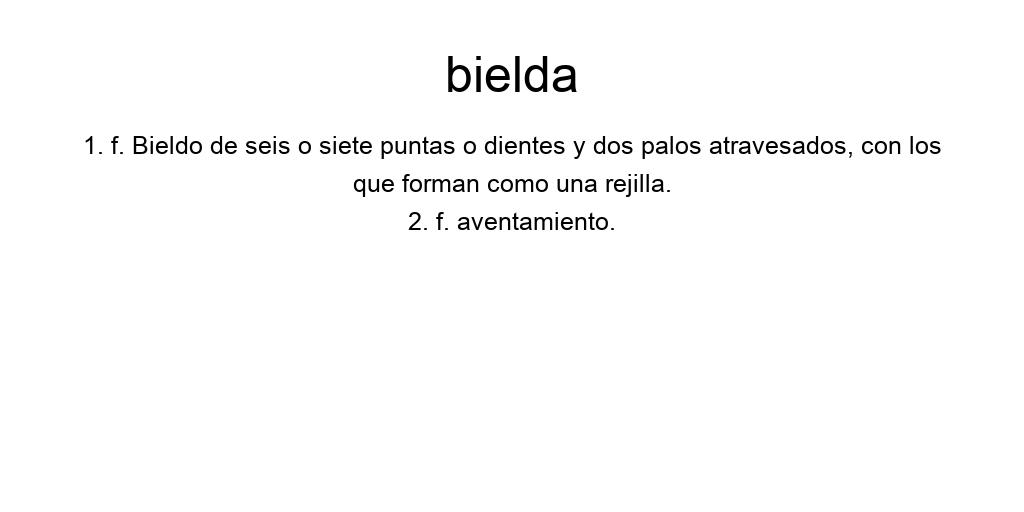 bielda
1. f. Bieldo de seis o siete puntas o dientes y dos palos atravesados, con los
que forman como una rejilla.
2. f. aventamiento.